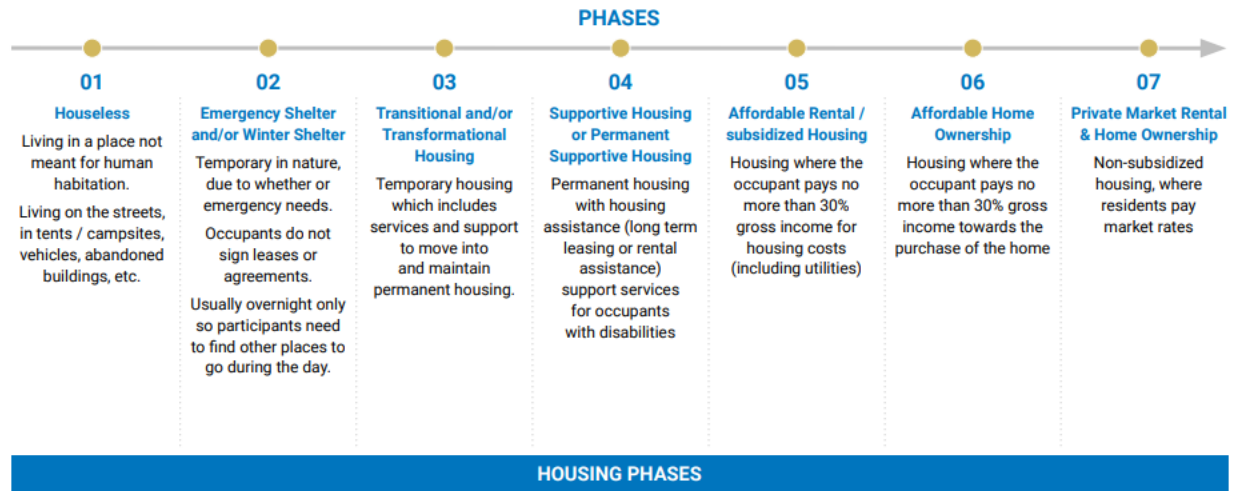 PHASES
01
Houseless
Living in a place not
meant for human
habitation.
Living on the streets,
in tents / campsites,
vehicles, abandoned
buildings, etc.
02
Emergency Shelter
and/or Winter Shelter
Temporary in nature,
due to whether or
emergency needs.
Occupants do not
sign leases or
agreements.
Usually overnight only
so participants need
to find other places to
go during the day.
03
Transitional and/or
Transformational
Housing
Temporary housing
which includes
services and support
to move into
and maintain
permanent housing.
04
Supportive Housing
or Permanent
Supportive Housing
Permanent housing
with housing
assistance (long term
leasing or rental
assistance)
support services
for occupants
with disabilities
05
Affordable Rental /
subsidized Housing
Housing where the
occupant pays no
more than 30%
gross income for
housing costs
(including utilities)
06
Affordable Home
Ownership
Housing where the
occupant pays no
more than 30% gross
income towards the
purchase of the home
07
Private Market Rental
& Home Ownership
Non-subsidized
housing, where
residents pay
market rates
HOUSING PHASES